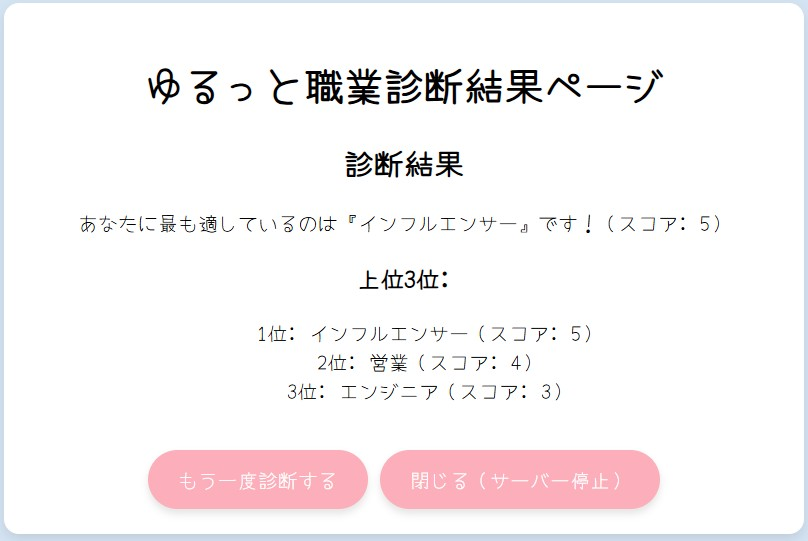 ゆるっと職業診断結果ページ
診断結果
あなたに最も適しているのは『インフルエンサー』です！（スコア: 5）
上位3位:
1位: インフルエンサー（スコア: 5）
2位: 営業（スコア: 4）
3位: エンジニア（スコア: 3）
もう一度診断する
閉じる（サーバー停止）